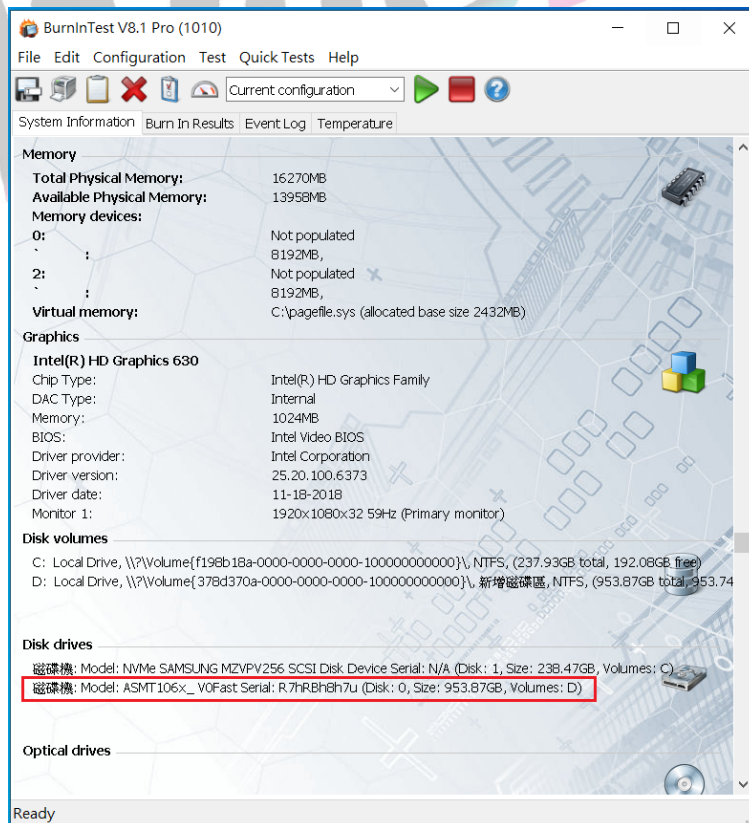 BurnInTest V8.1 Pro (1010)
File Edit Configuration Test Quick Tests Help
Current configuration
System Information Burn In Results Event Log Temperature
Memory
Total Physical Memory: 16270MB
Available Physical Memory: 13958MB
Memory devices:
0: Not populated
` : 8192MB,
2: Not populated
` : 8192MB,
Virtual memory: C:\pagefile.sys (allocated base size 2432MB)
Graphics
Intel(R) HD Graphics 630
Chip Type: Intel(R) HD Graphics Family
DAC Type: Internal
Memory: 1024MB
BIOS: Intel Video BIOS
Driver provider: Intel Corporation
Driver version: 25.20.100.6373
Driver date: 11-18-2018
Monitor 1: 1920x1080x32 59Hz (Primary monitor)
Disk volumes
C: Local Drive, \\?\Volume{f198b18a-0000-0000-0000-100000000000}\, NTFS, (237.93GB total, 192.08GB free)
D: Local Drive, \\?\Volume{378d370a-0000-0000-0000-100000000000}\, 新增磁碟區, NTFS, (953.87GB total, 953.74
Disk drives
磁碟機: Model: NVMe SAMSUNG MZVPV256 SCSI Disk Device Serial: N/A (Disk: 1, Size: 238.47GB, Volumes: C)
磁碟機: Model: ASMT106x_ V0Fast Serial: R7hRBh8h7u (Disk: 0, Size: 953.87GB, Volumes: D)
Optical drives
Ready